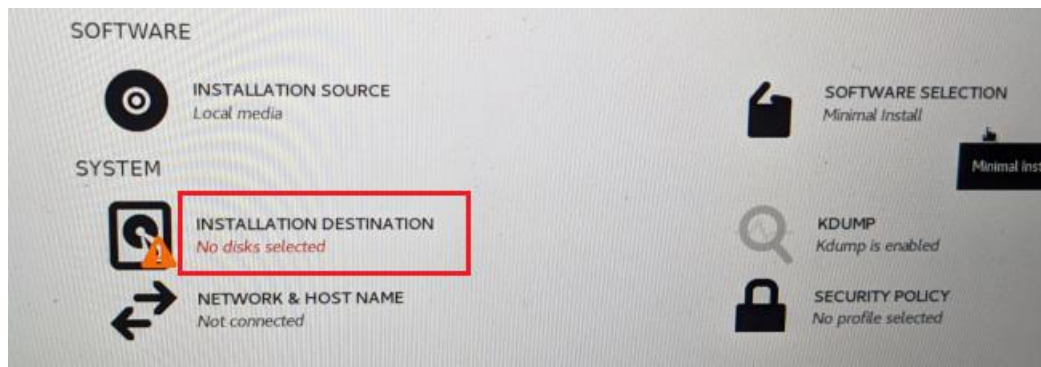 SOFTWARE
INSTALLATION SOURCE
Local media
SOFTWARE SELECTION
Minimal Install
Minimal
SYSTEM
INSTALLATION DESTINATION
No disks selected
KDUMP
Kdump is enabled
NETWORK & HOST NAME
Not connected
SECURITY POLICY
No profile selected